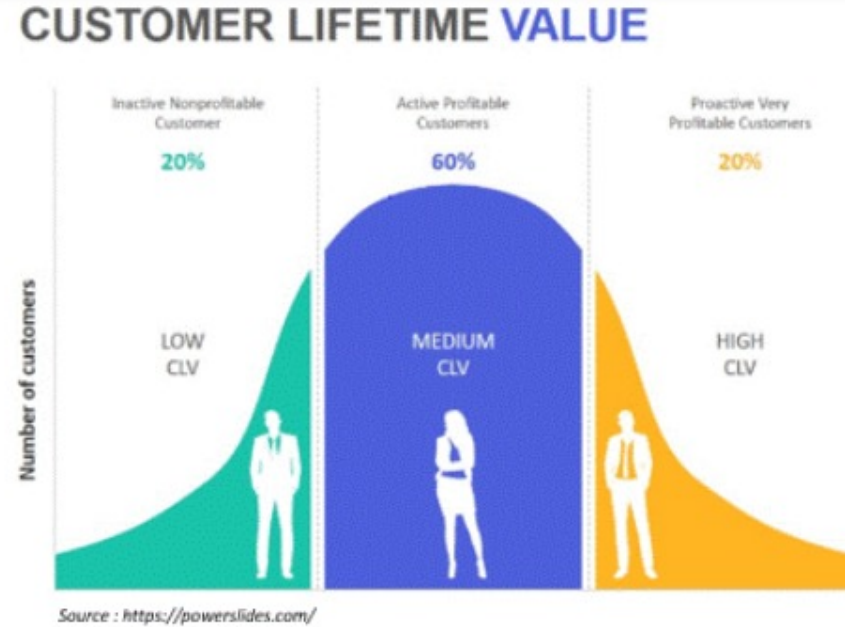 CUSTOMER LIFETIME VALUE
Inactive Nonprofitable
Customer
20%
Active Profitable
Customers
60%
Proactive Very
Profitable Customers
20%
Number of customers
LOW
CLV
MEDIUM
CLV
HIGH
CLV
Source : https://powerslides.com/